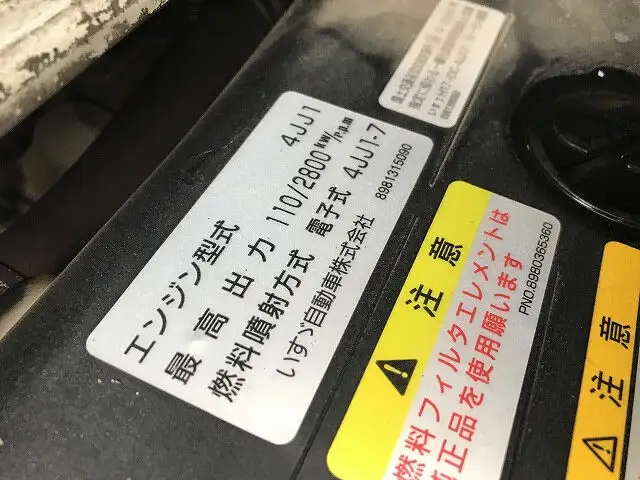 エンジン型式 4JJ1
最高出力 110/2800 kW/r.p.m
燃料噴射方式 電子式 4JJ1-7
いすゞ自動車株式会社 8981315090
注意
燃料フィルタエレメントは
純正品を使用願います
PNO.8980365360
注意